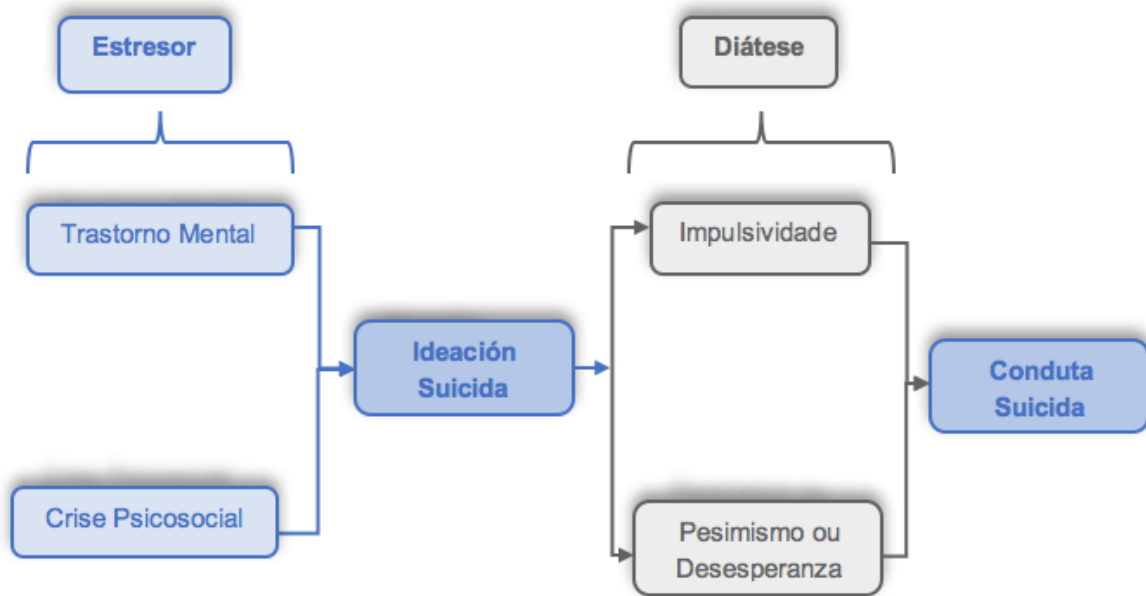 Estresor
Diátese
Trastorno Mental
Impulsividade
Ideación
Suicida
Conduta
Suicida
Crise Psicosocial
Pesimismo ou
Desesperanza